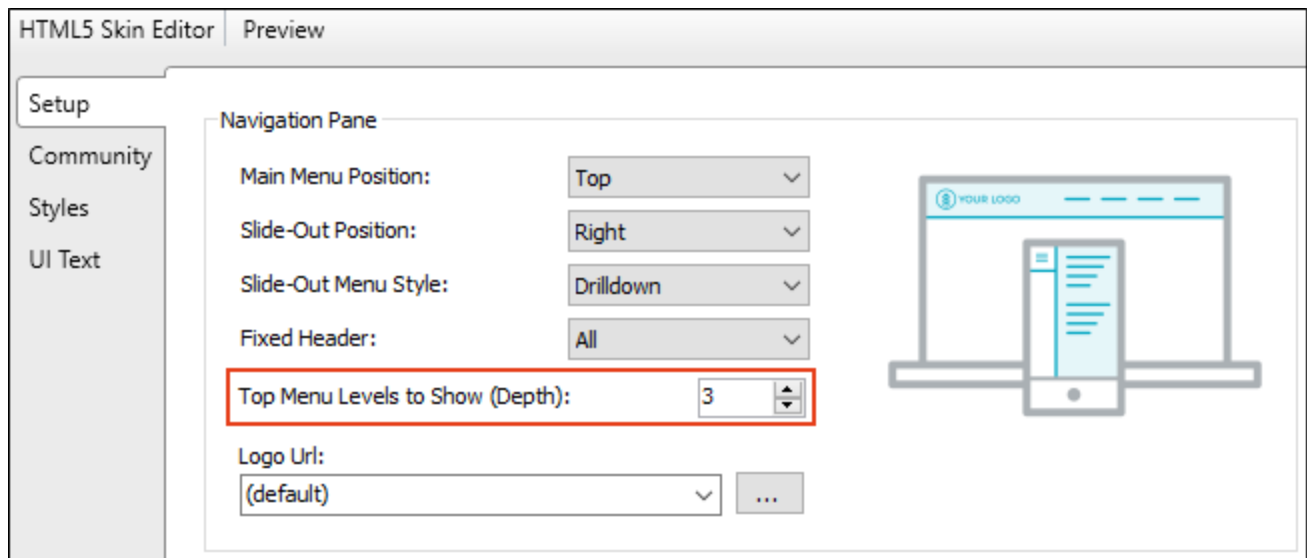 HTML5 Skin Editor Preview
Setup
Community
Styles
UI Text
Navigation Pane
Main Menu Position: Top
Slide-Out Position: Right
Slide-Out Menu Style: Drilldown
Fixed Header: All
Top Menu Levels to Show (Depth): 3
Logo Url:
(default) ...
YOUR LOGO